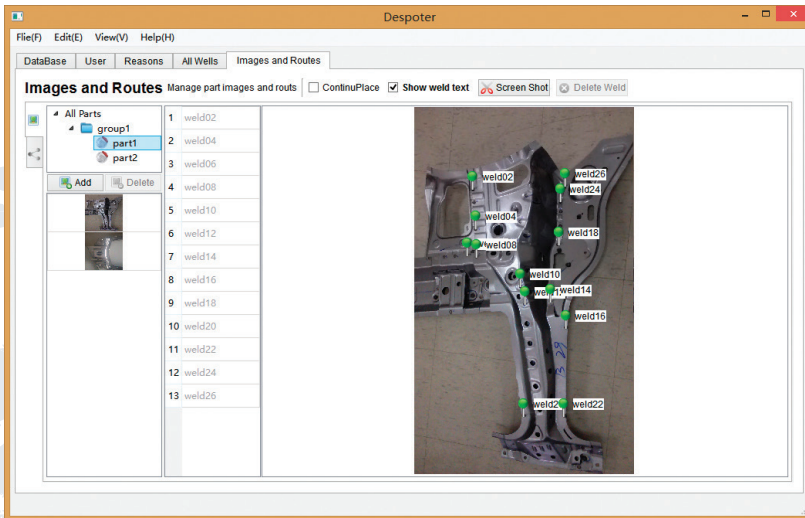 Despoter
Flie(F) Edit(E) View(V) Help(H)
DataBase User Reasons All Wells Images and Routes
Images and Routes Manage part images and routs ContinuPlace Show weld text Screen Shot Delete Weld
All Parts
group1
part1
part2
Add Delete
1 weld02
2 weld04
3 weld06
4 weld08
5 weld10
6 weld12
7 weld14
8 weld16
9 weld18
10 weld20
11 weld22
12 weld24
13 weld26
weld26
weld02
weld24
weld04
weld18
weld08
weld10
weld14
weld16
weld22